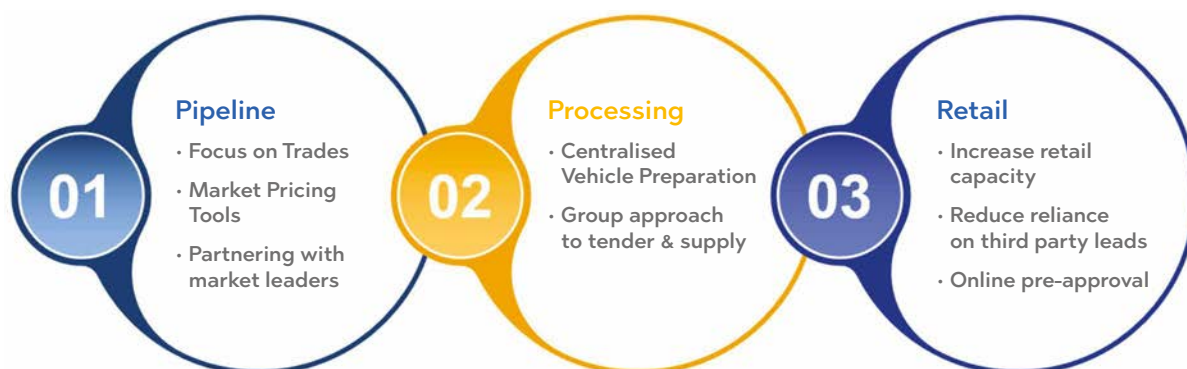 01
Pipeline
· Focus on Trades
· Market Pricing
Tools
· Partnering with
market leaders
02
Processing
· Centralised
Vehicle Preparation
· Group approach
to tender & supply
03
Retail
· Increase retail
capacity
· Reduce reliance
on third party leads
· Online pre-approval